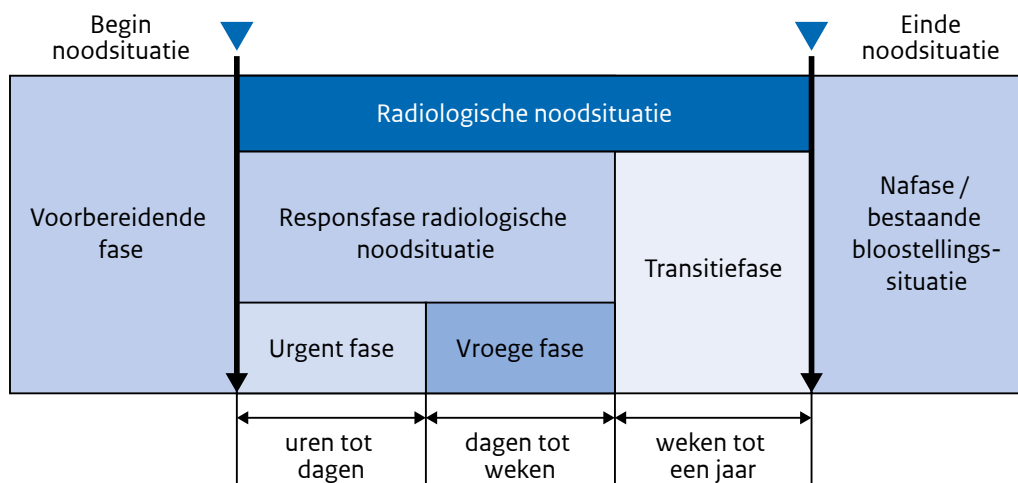 Begin
noodsituatie
Einde
noodsituatie
Radiologische noodsituatie
Voorbereidende
fase
Responsfase radiologische
noodsituatie
Transitiefase
Nafase /
bestaande
bloostellings-
situatie
Urgent fase
Vroege fase
uren tot
dagen
dagen tot
weken
weken tot
een jaar